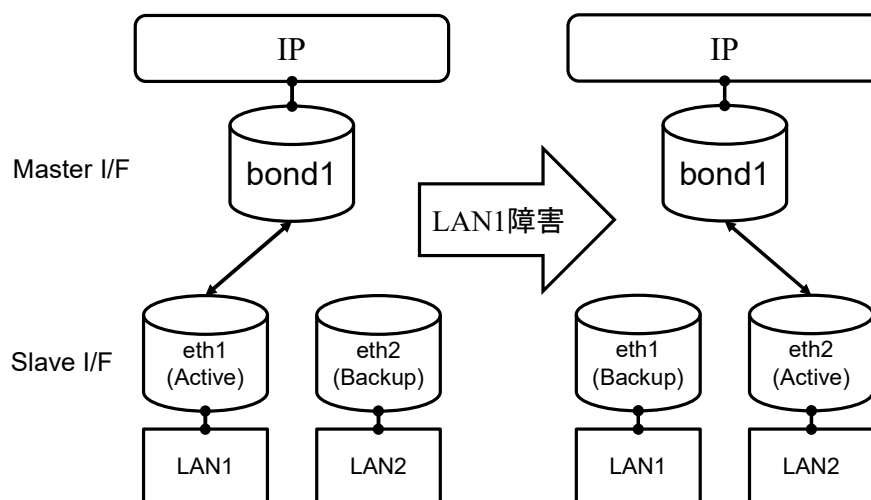 IP
IP
Master I/F
bond1
bond1
LAN1障害
Slave I/F
eth1
(Active)
eth2
(Backup)
eth1
(Backup)
eth2
(Active)
LAN1
LAN2
LAN1
LAN2